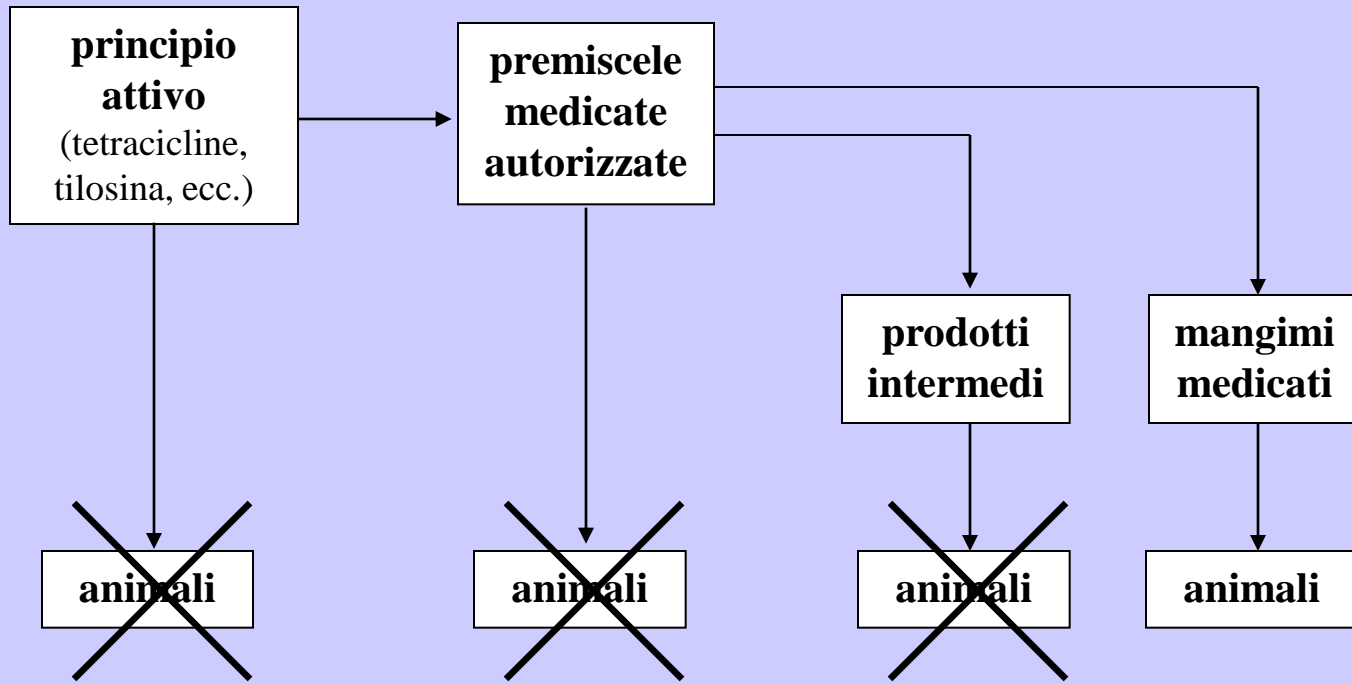 principio
attivo
(tetracicline,
tilosina, ecc.)
premiscele
medicate
autorizzate
prodotti
intermedi
mangimi
medicati
animali
animali
animali
animali